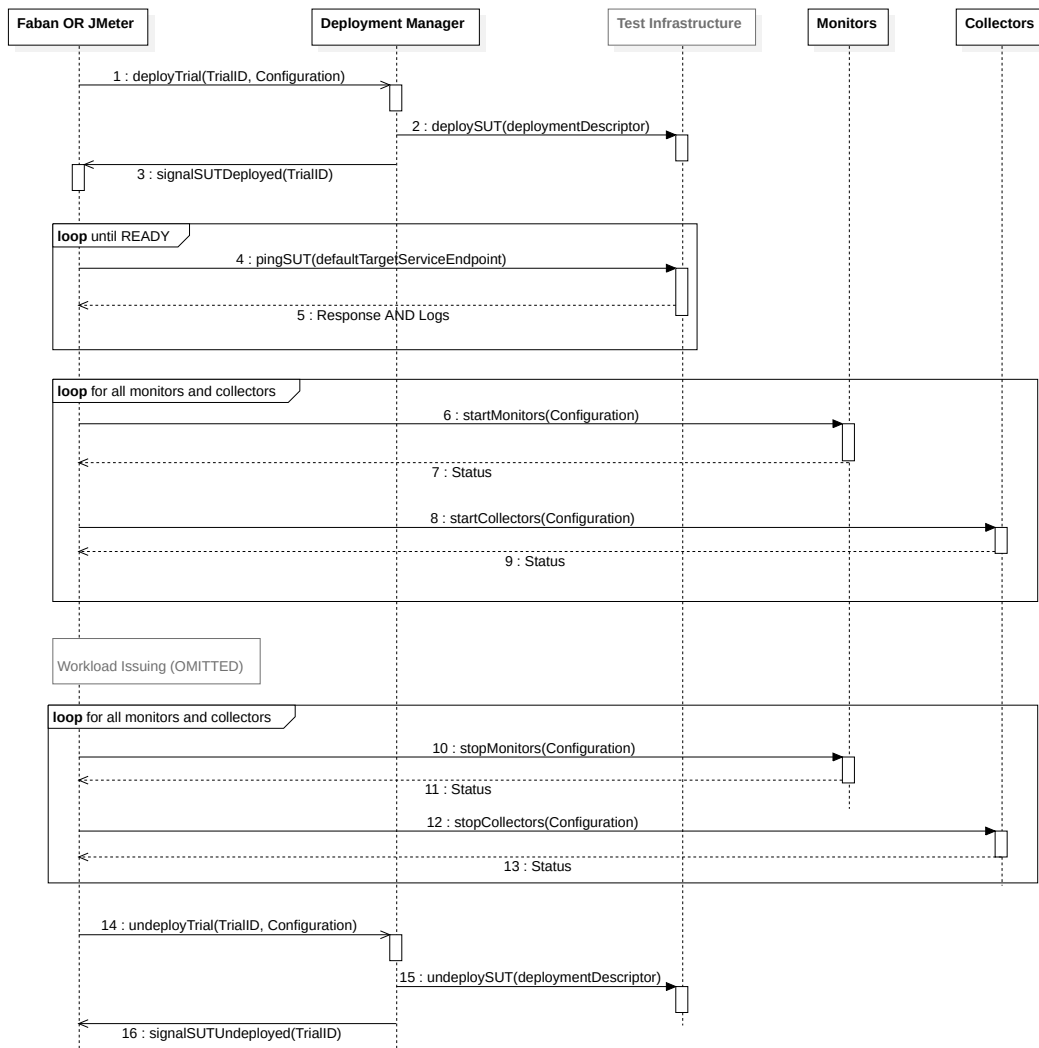 Faban OR JMeter
Deployment Manager
Test Infrastructure
Monitors
Collectors
1 : deployTrial(TrialID, Configuration)
2 : deploySUT(deploymentDescriptor)
3 : signalSUTDeployed(TrialID)
loop until READY
4 : pingSUT(defaultTargetServiceEndpoint)
5 : Response AND Logs
loop for all monitors and collectors
6 : startMonitors(Configuration)
7 : Status
8 : startCollectors(Configuration)
9 : Status
Workload Issuing (OMITTED)
loop for all monitors and collectors
10 : stopMonitors(Configuration)
11 : Status
12 : stopCollectors(Configuration)
13 : Status
14 : undeployTrial(TrialID, Configuration)
15 : undeploySUT(deploymentDescriptor)
16 : signalSUTUndeployed(TrialID)